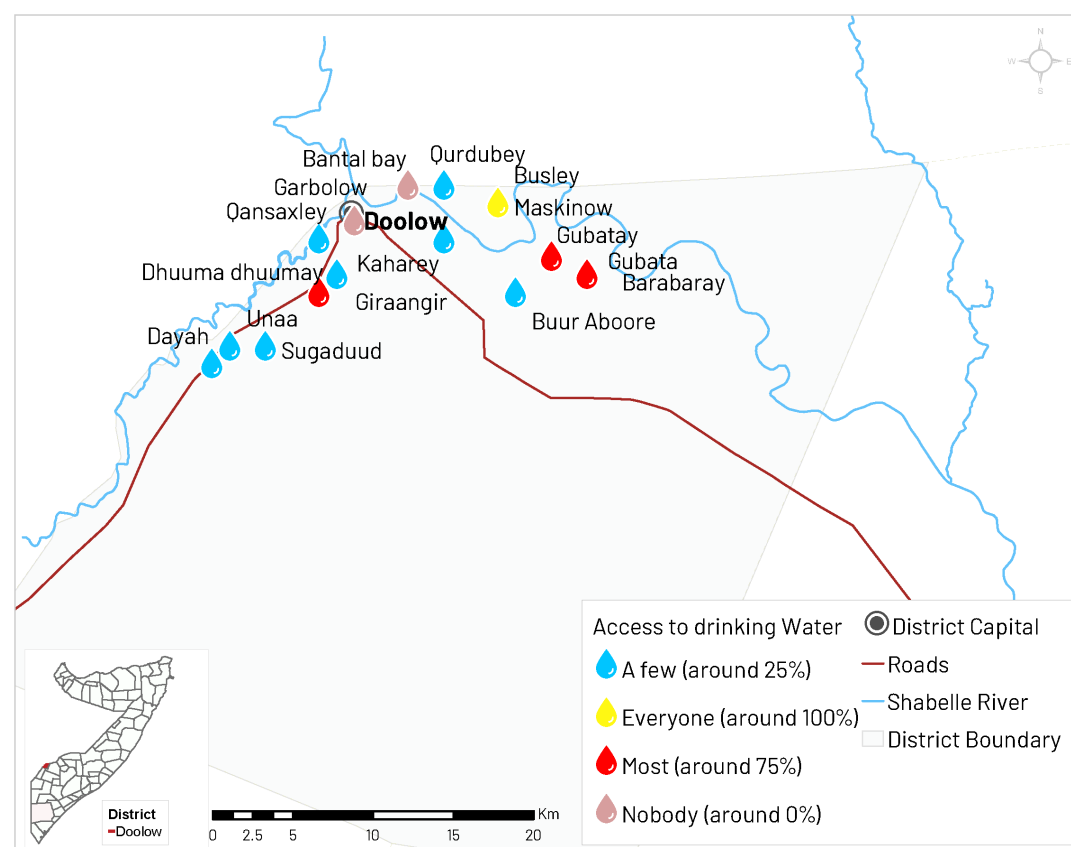 N
W
E
S
Bantal bay
Qurdubey
Garbolow
Busley
Qansaxley
Doolow
Maskinow
Gubatay
Dhuuma dhuumay
Kaharey
Gubata
Barabaray
Giraangir
Unaa
Buur Aboore
Dayah
Sugaduud
Access to drinking Water
A few (around 25%)
Everyone (around 100%)
Most (around 75%)
Nobody (around 0%)
District Capital
Roads
Shabelle River
District Boundary
District
Doolow
Km
0 2.5 5 10 15 20